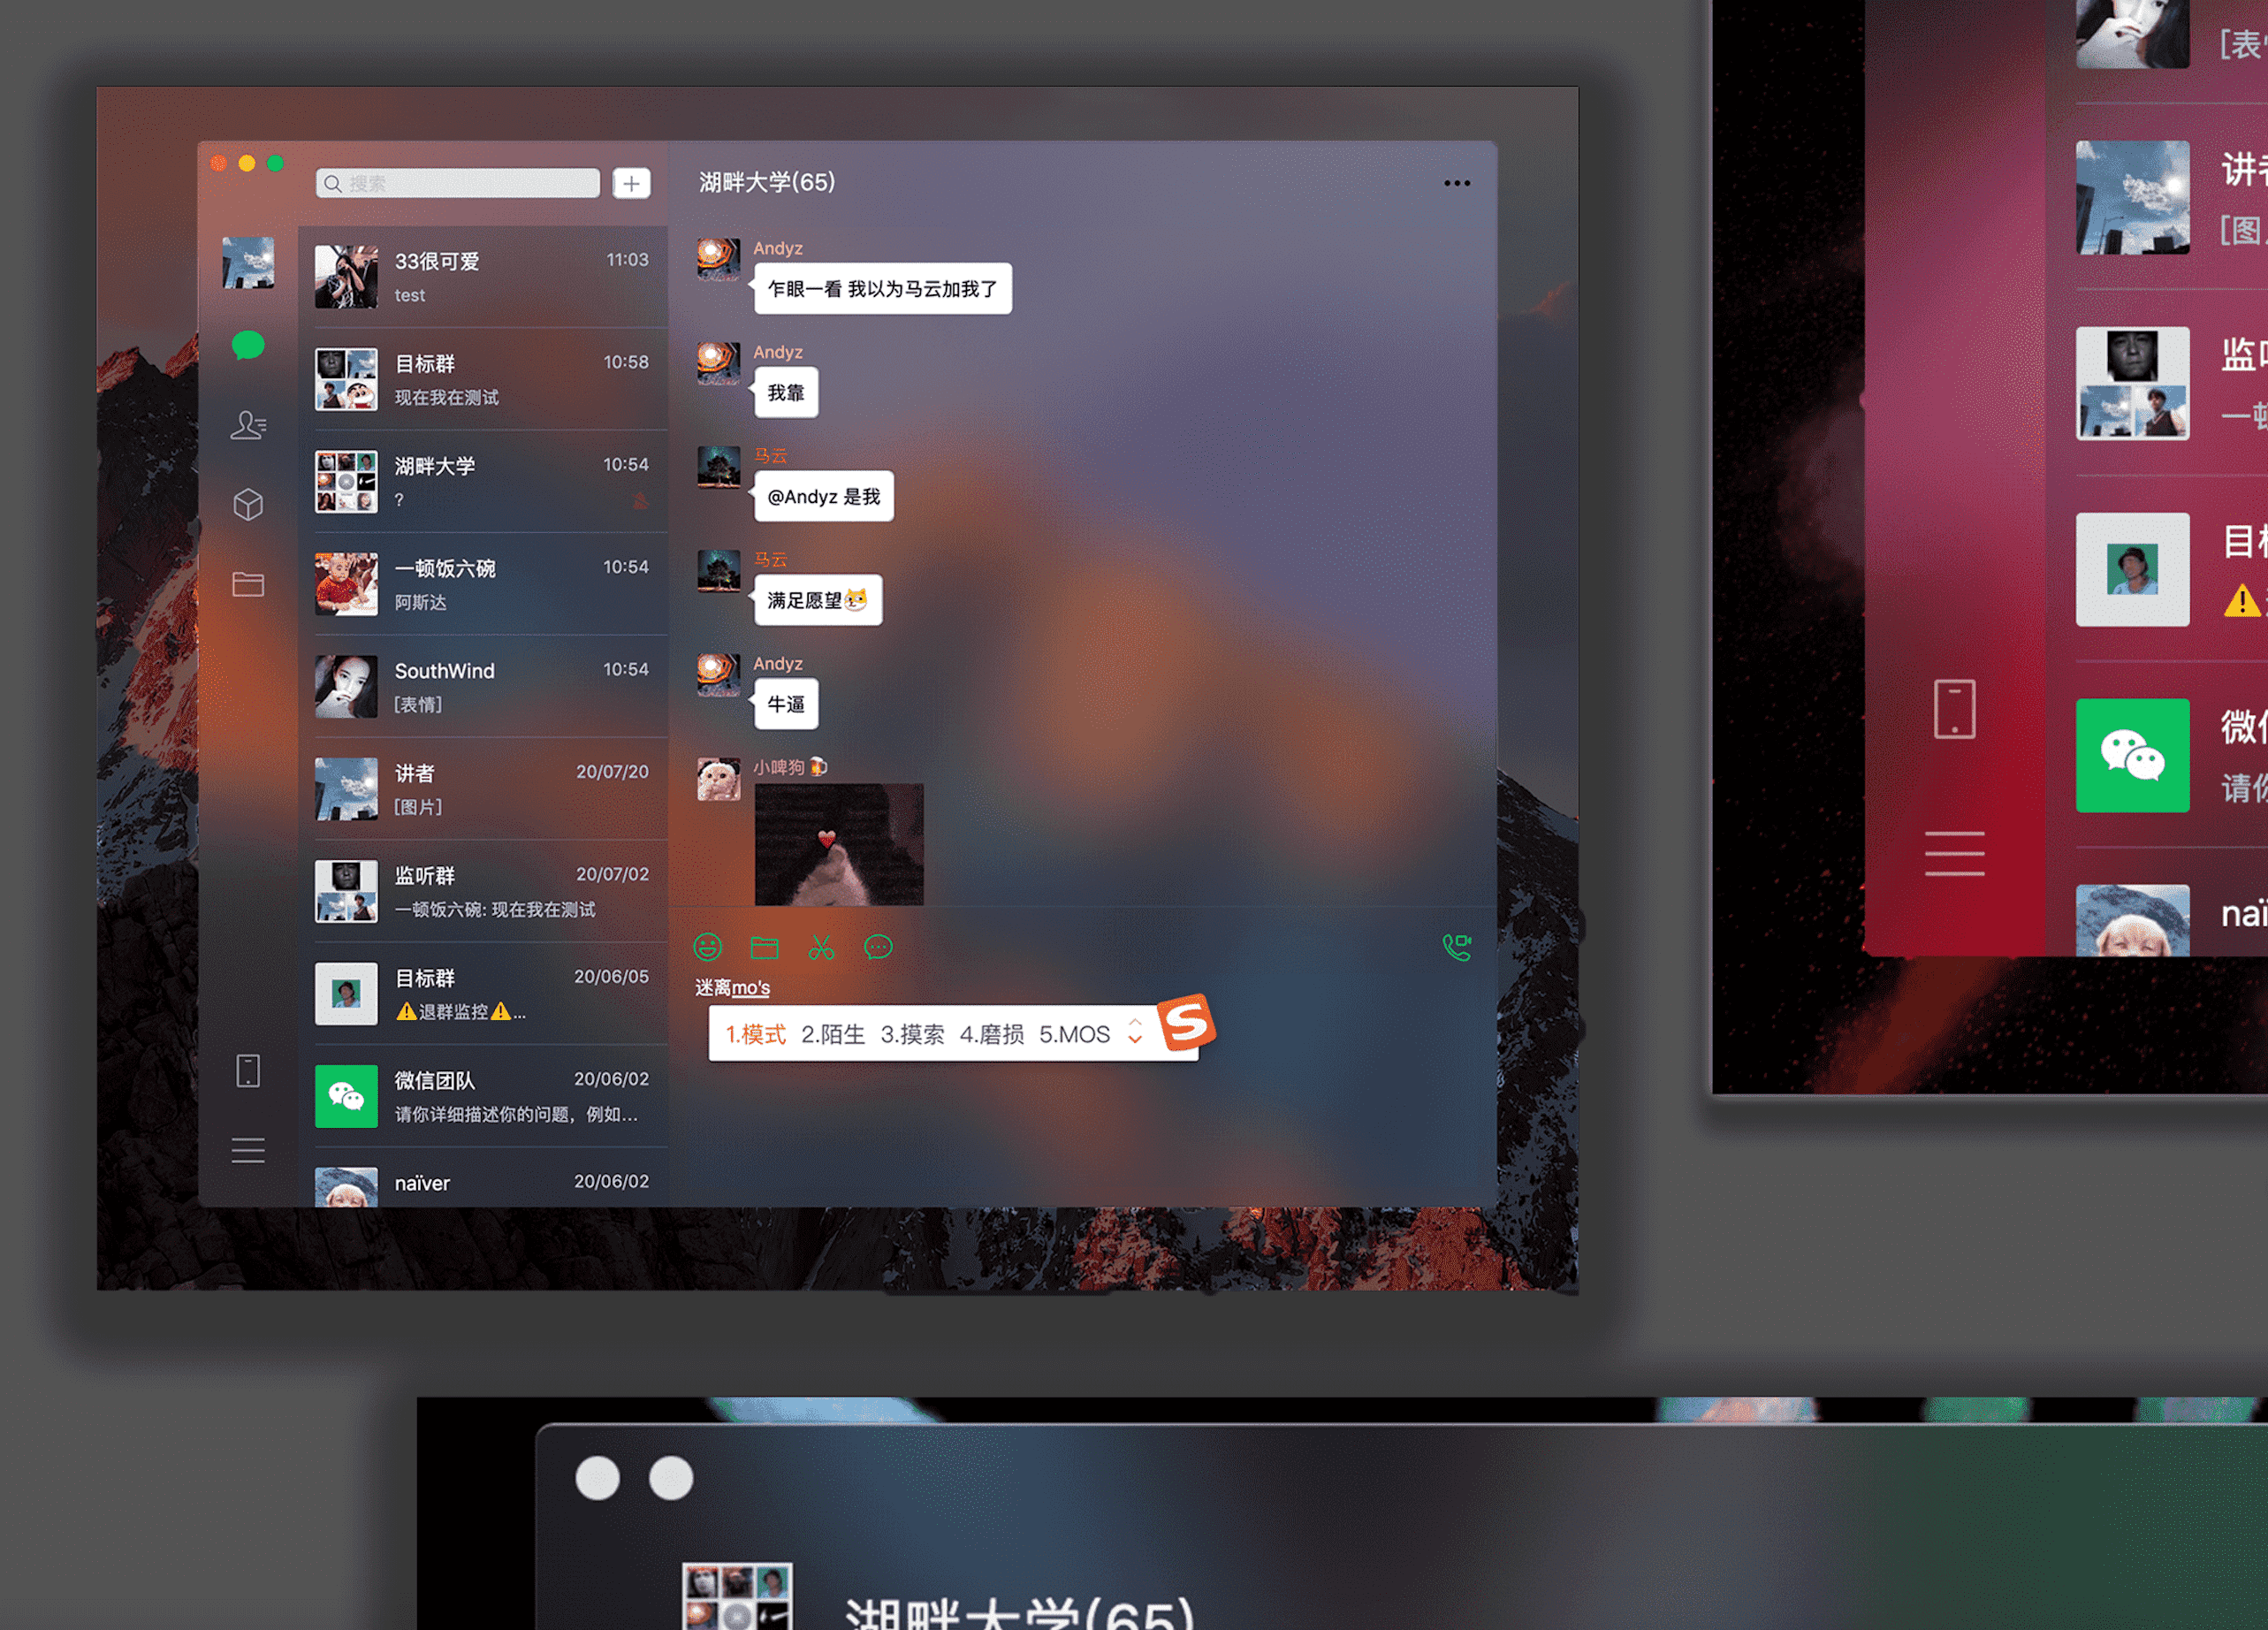 搜索
33很可爱 11:03
test
目标群 10:58
现在我在测试
湖畔大学 10:54
?
一顿饭六碗 10:54
阿斯达
SouthWind 10:54
[表情]
讲者 20/07/20
[图片]
监听群 20/07/02
一顿饭六碗: 现在我在测试
目标群 20/06/05
⚠️退群监控⚠️...
微信团队 20/06/02
请你详细描述你的问题，例如...
naïver 20/06/02
湖畔大学(65)
Andyz
乍眼一看 我以为马云加我了
Andyz
我靠
马云
@Andyz 是我
马云
满足愿望
Andyz
牛逼
小啤狗🍺
迷离mo's
1.模式 2.陌生 3.摸索 4.磨损 5.MOS
S
[表
讲
[图
监
一
目
⚠️
微
请
naï
湖畔大学(65)